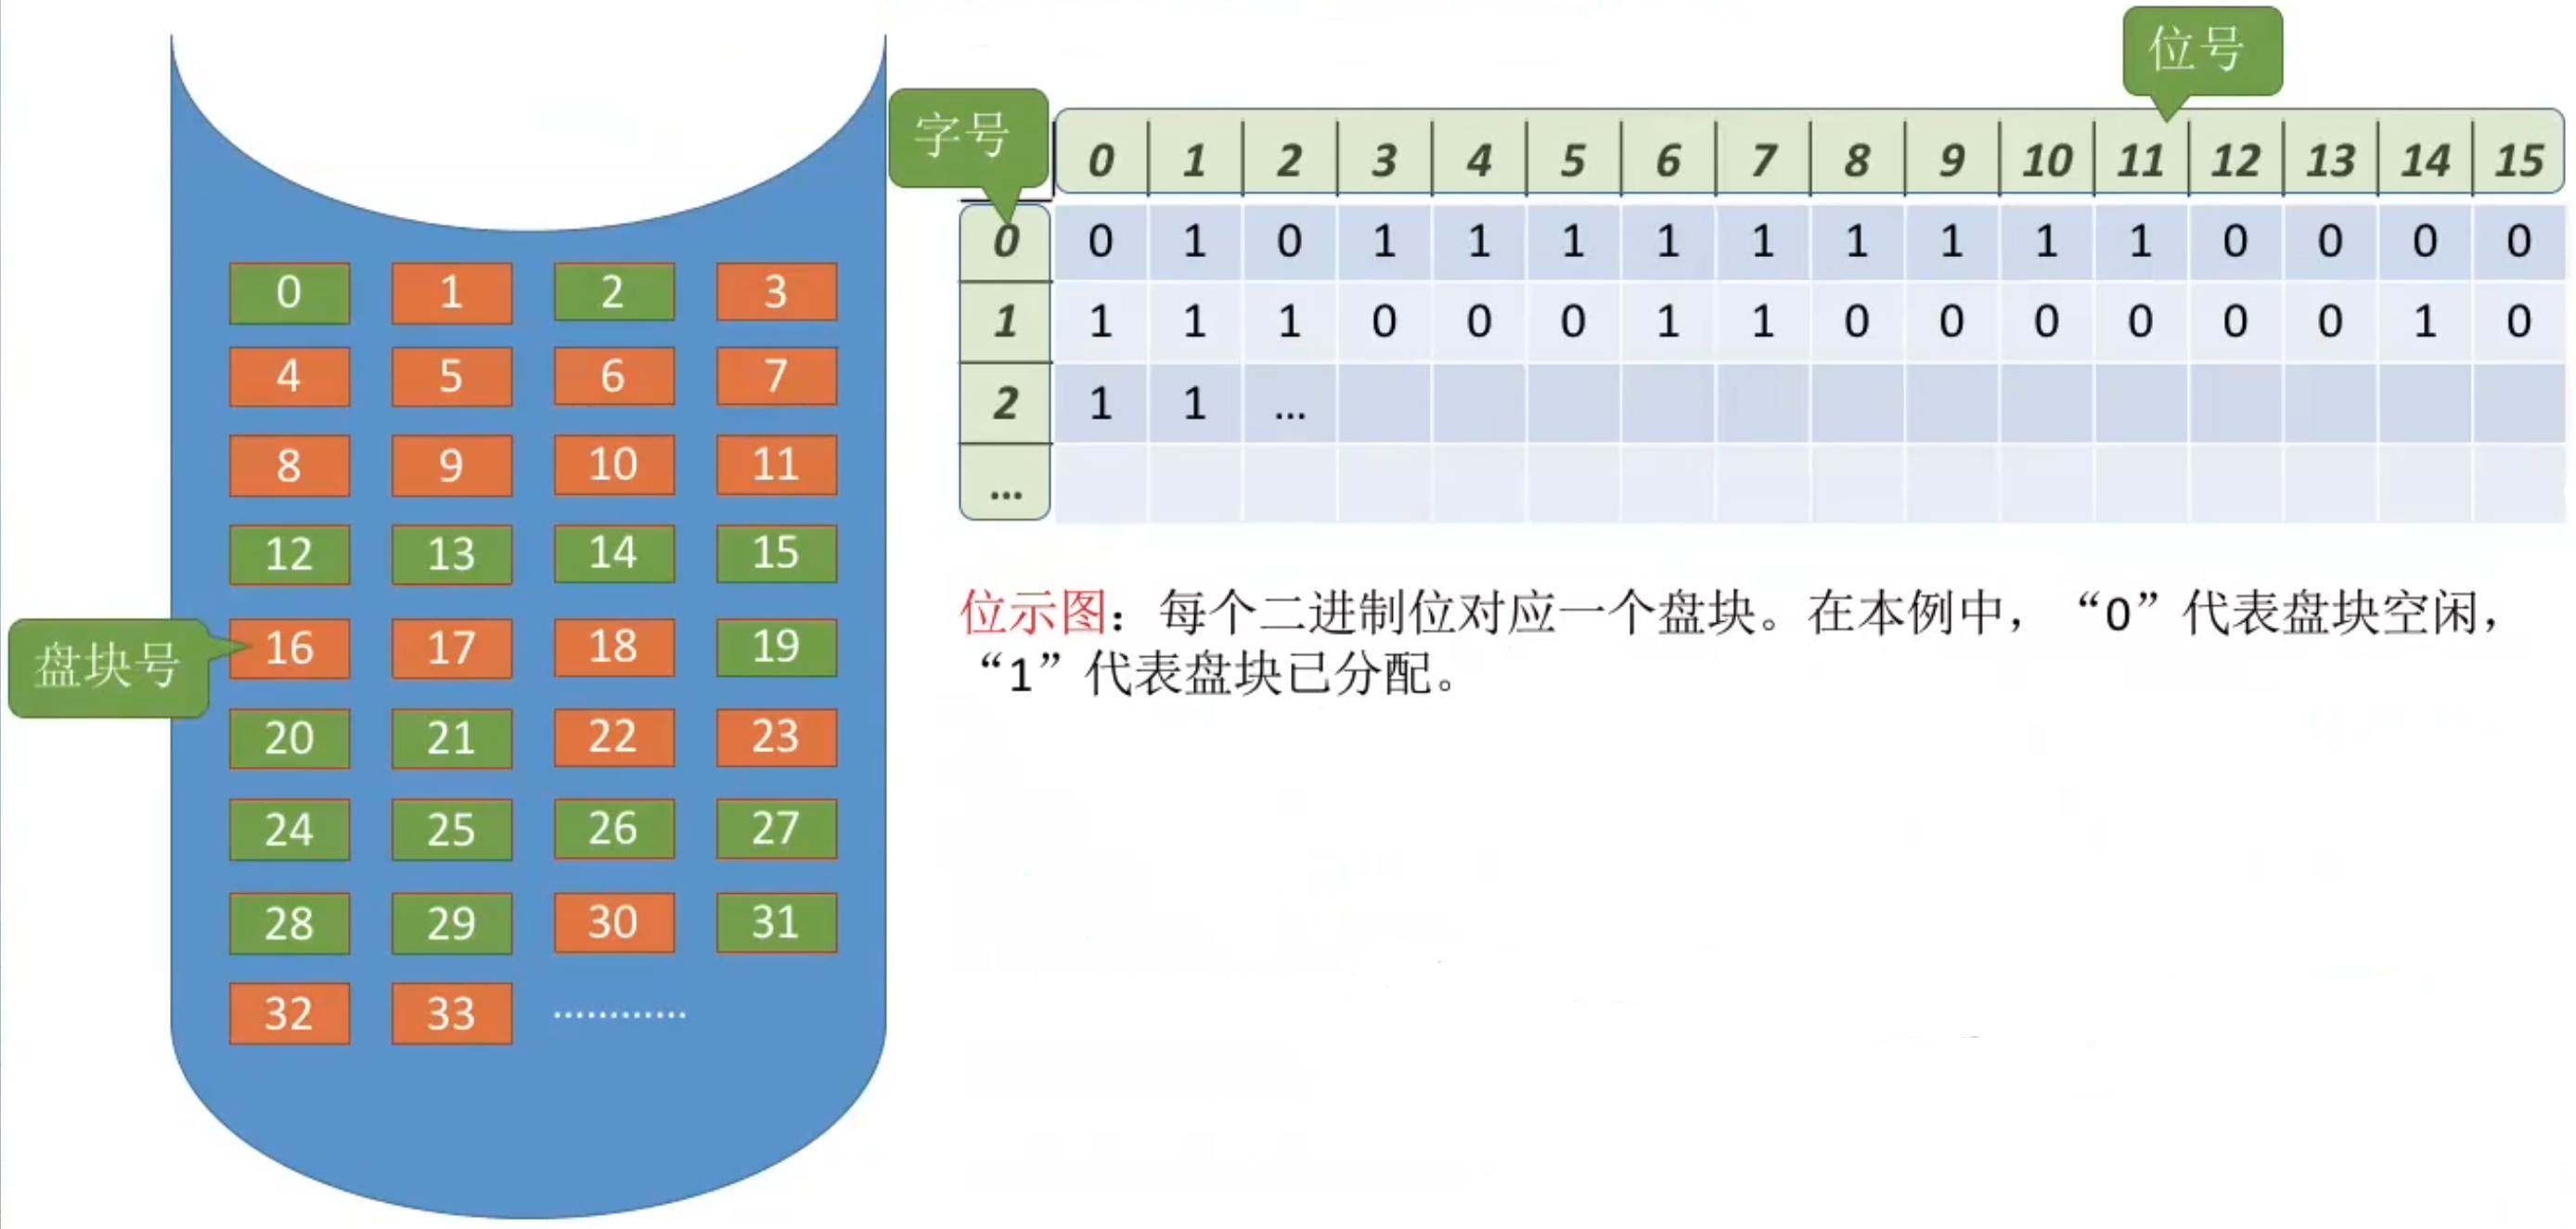 位号
字号
0 1 2 3 4 5 6 7 8 9 10 11 12 13 14 15
0 0 1 0 1 1 1 1 1 1 1 1 1 0 0 0 0
1 1 1 1 0 0 0 1 1 0 0 0 0 0 0 1 0
2 1 1 ...
...
0 1 2 3
4 5 6 7
8 9 10 11
12 13 14 15
盘块号
16 17 18 19
20 21 22 23
24 25 26 27
28 29 30 31
32 33 …………
位示图：每个二进制位对应一个盘块。在本例中，“0”代表盘块空闲，
“1”代表盘块已分配。